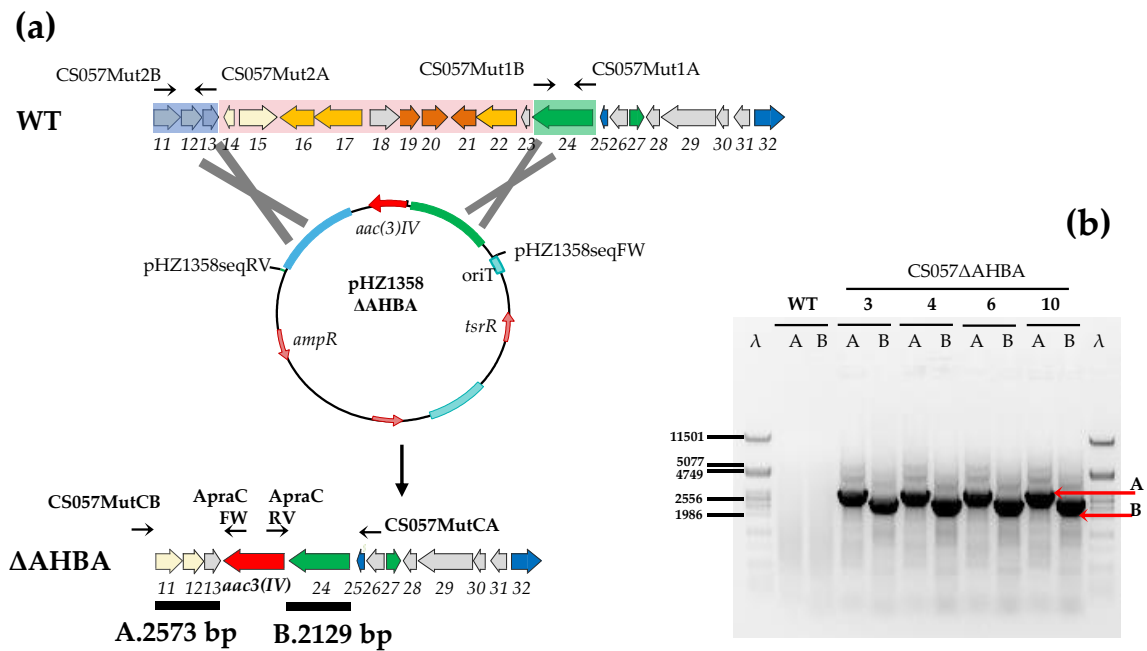 (a)
CS057Mut2B
CS057Mut2A
CS057Mut1B
CS057Mut1A
WT
11 12 13 14 15 16 17 18 19 20 21 22 23 24 25 26 27 28 29 30 31 32
aac(3)IV
pHZ1358seqRV
pHZ1358seqFW
oriT
pHZ1358
ΔAHBA
ampR
tsrR
CS057MutCB
ApraC
FW
ApraC
RV
CS057MutCA
ΔAHBA
11 12 13 aac3(IV) 24 25 26 27 28 29 30 31 32
A.2573 bp
B.2129 bp
(b)
CS057ΔAHBA
WT 3 4 6 10
λ A B A B A B A B A B λ
11501
5077
4749
2556
1986
A
B